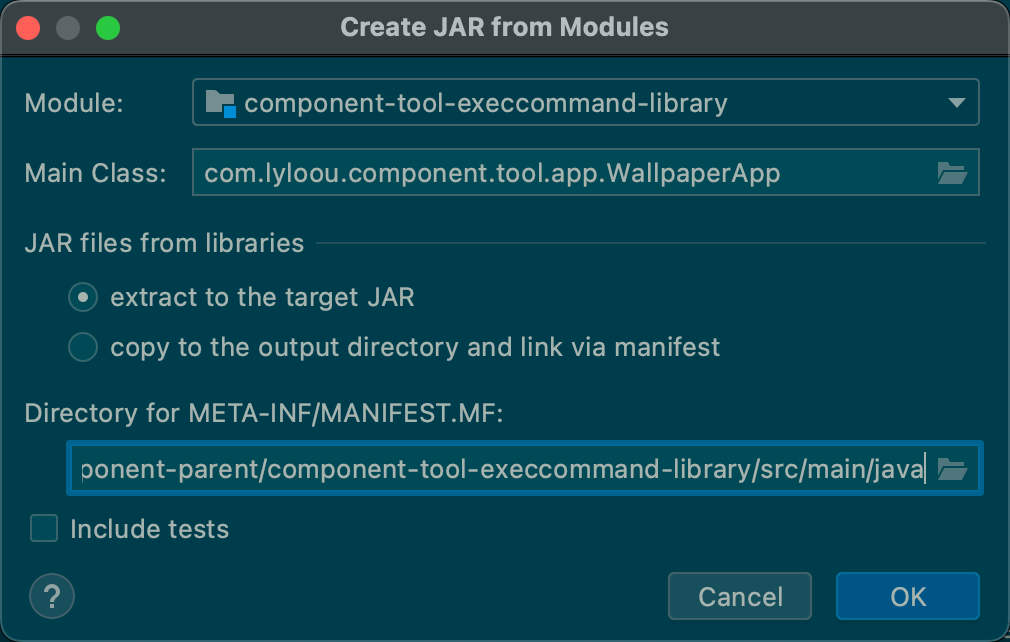 Create JAR from Modules
Module: component-tool-execcommand-library
Main Class: com.lyloou.component.tool.app.WallpaperApp
JAR files from libraries
extract to the target JAR
copy to the output directory and link via manifest
Directory for META-INF/MANIFEST.MF:
ponent-parent/component-tool-execcommand-library/src/main/java
Include tests
? Cancel OK